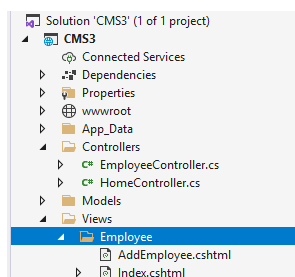 Solution 'CMS3' (1 of 1 project)
CMS3
Connected Services
Dependencies
Properties
wwwroot
App_Data
Controllers
C# EmployeeController.cs
C# HomeController.cs
Models
Views
Employee
AddEmployee.cshtml
Index.cshtml